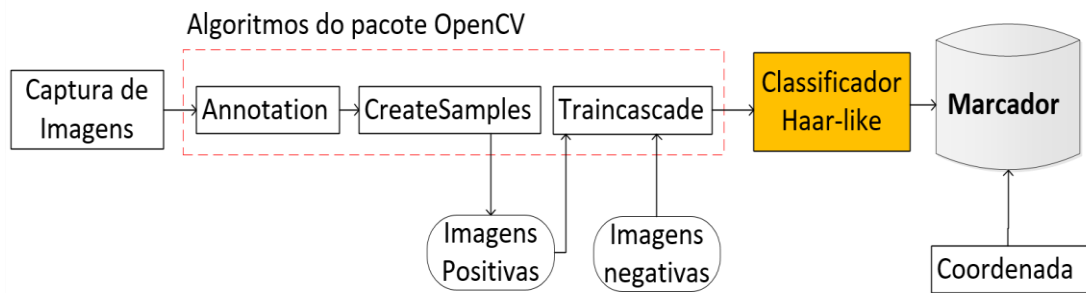 Algoritmos do pacote OpenCV
Captura de
Imagens
Annotation
CreateSamples
Traincascade
Classificador
Haar-like
Marcador
Imagens
Positivas
Imagens
negativas
Coordenada